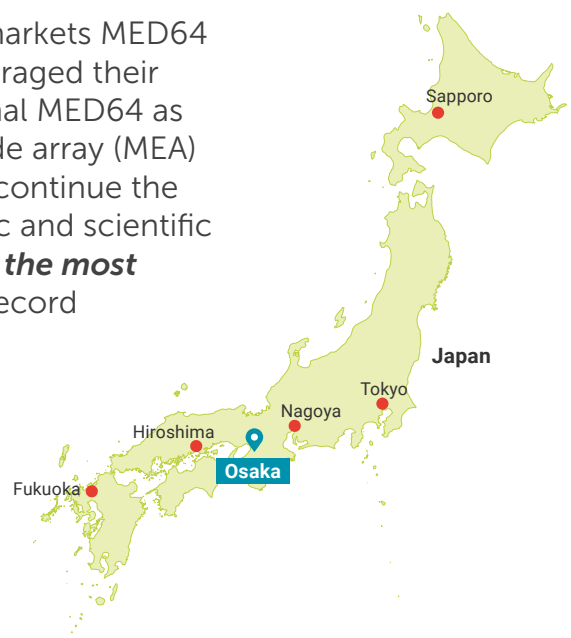 markets MED64
raged their
nal MED64 as
de array (MEA)
continue the
c and scientific
the most
ecord
Sapporo
Japan
Tokyo
Nagoya
Hiroshima
Osaka
Fukuoka